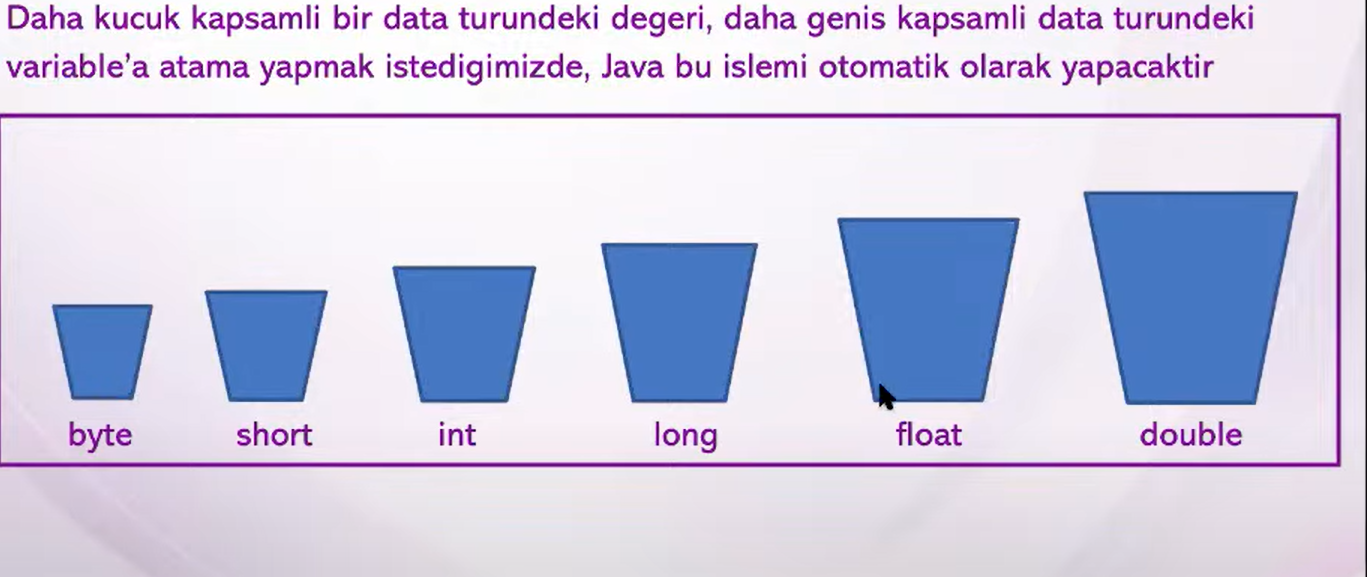 Daha kucuk kapsamli bir data turundeki degeri, daha genis kapsamli data turundeki
variable’a atama yapmak istedigimizde, Java bu islemi otomatik olarak yapacaktir
byte short int long float double